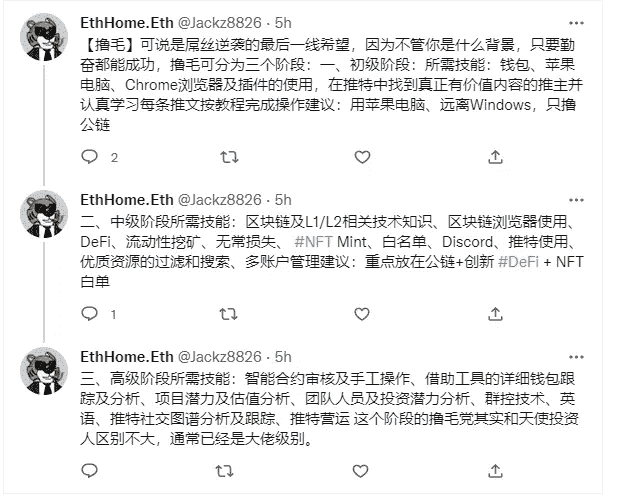 EthHome.Eth @Jackz8826 · 5h
【撸毛】可说是屌丝逆袭的最后一线希望，因为不管你是什么背景，只要勤
奋都能成功，撸毛可分为三个阶段：一、初级阶段：所需技能：钱包、苹果
电脑、Chrome浏览器及插件的使用，在推特中找到真正有价值内容的推主并
认真学习每条推文按教程完成操作建议：用苹果电脑、远离Windows，只撸
公链
2
EthHome.Eth @Jackz8826 · 5h
二、中级阶段所需技能：区块链及L1/L2相关技术知识、区块链浏览器使用、
DeFi、流动性挖矿、无常损失、 #NFT Mint、白名单、Discord、推特使用、
优质资源的过滤和搜索、多账户管理建议：重点放在公链+创新 #DeFi + NFT
白单
1
EthHome.Eth @Jackz8826 · 5h
三、高级阶段所需技能：智能合约审核及手工操作、借助工具的详细钱包跟
踪及分析、项目潜力及估值分析、团队人员及投资潜力分析、群控技术、英
语、推特社交图谱分析及跟踪、推特营运 这个阶段的撸毛党其实和天使投资
人区别不大，通常已经是大佬级别。